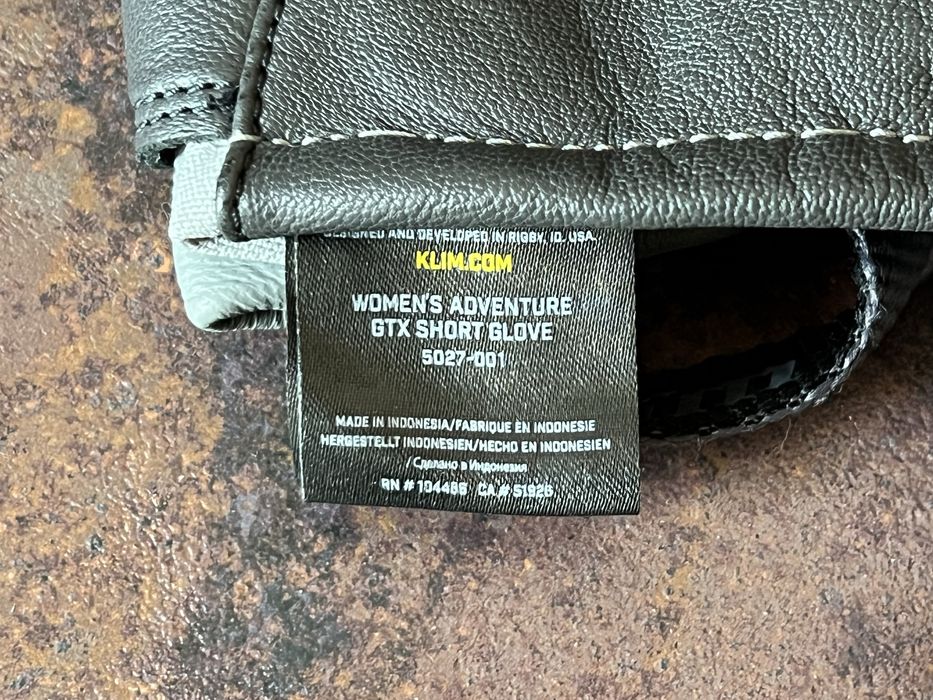 DESIGNED AND DEVELOPED IN RIGBY, ID, USA.
KLIM.COM
WOMEN'S ADVENTURE
GTX SHORT GLOVE
5027-001
MADE IN INDONESIA/FABRIQUE EN INDONESIE
HERGESTELLT INDONESIEN/HECHO EN INDONESIEN
/Сделано в Индонезия
RN # 104486 CA # 51926